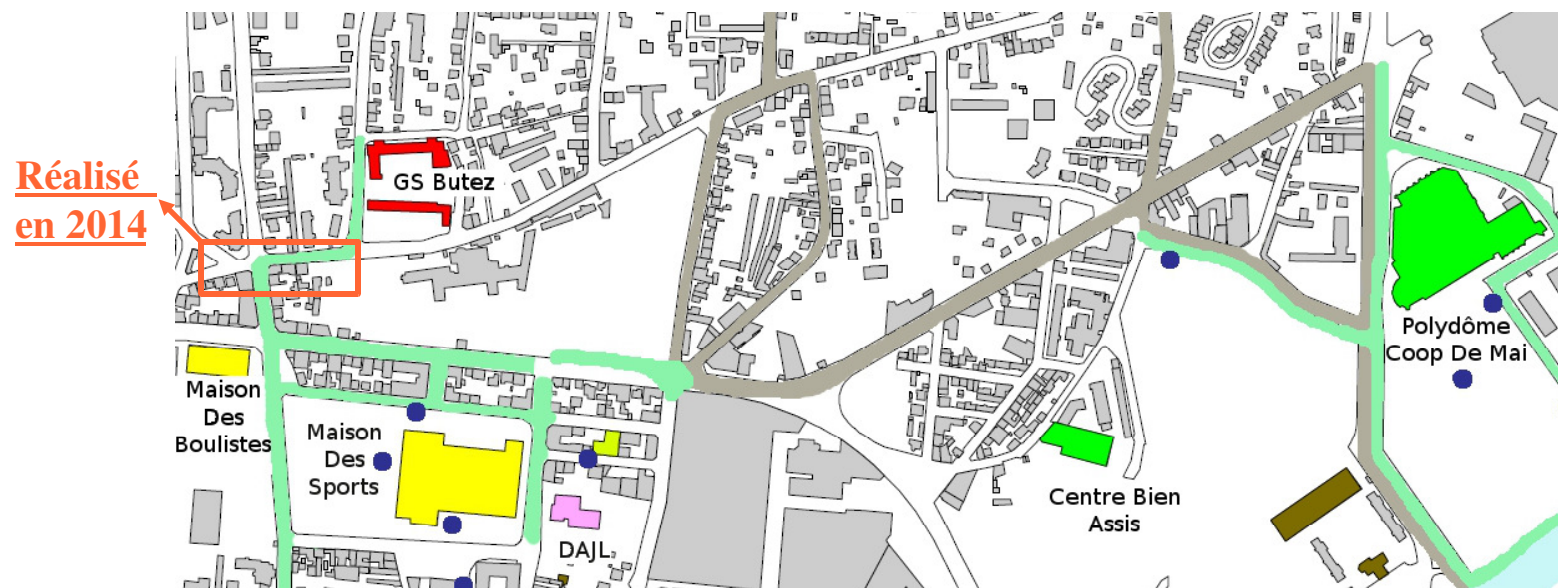 Réalisé
en 2014
GS Butez
Maison
Des
Boulistes
Maison
Des
Sports
DAJL
Centre Bien
Assis
Polydôme
Coop De Mai